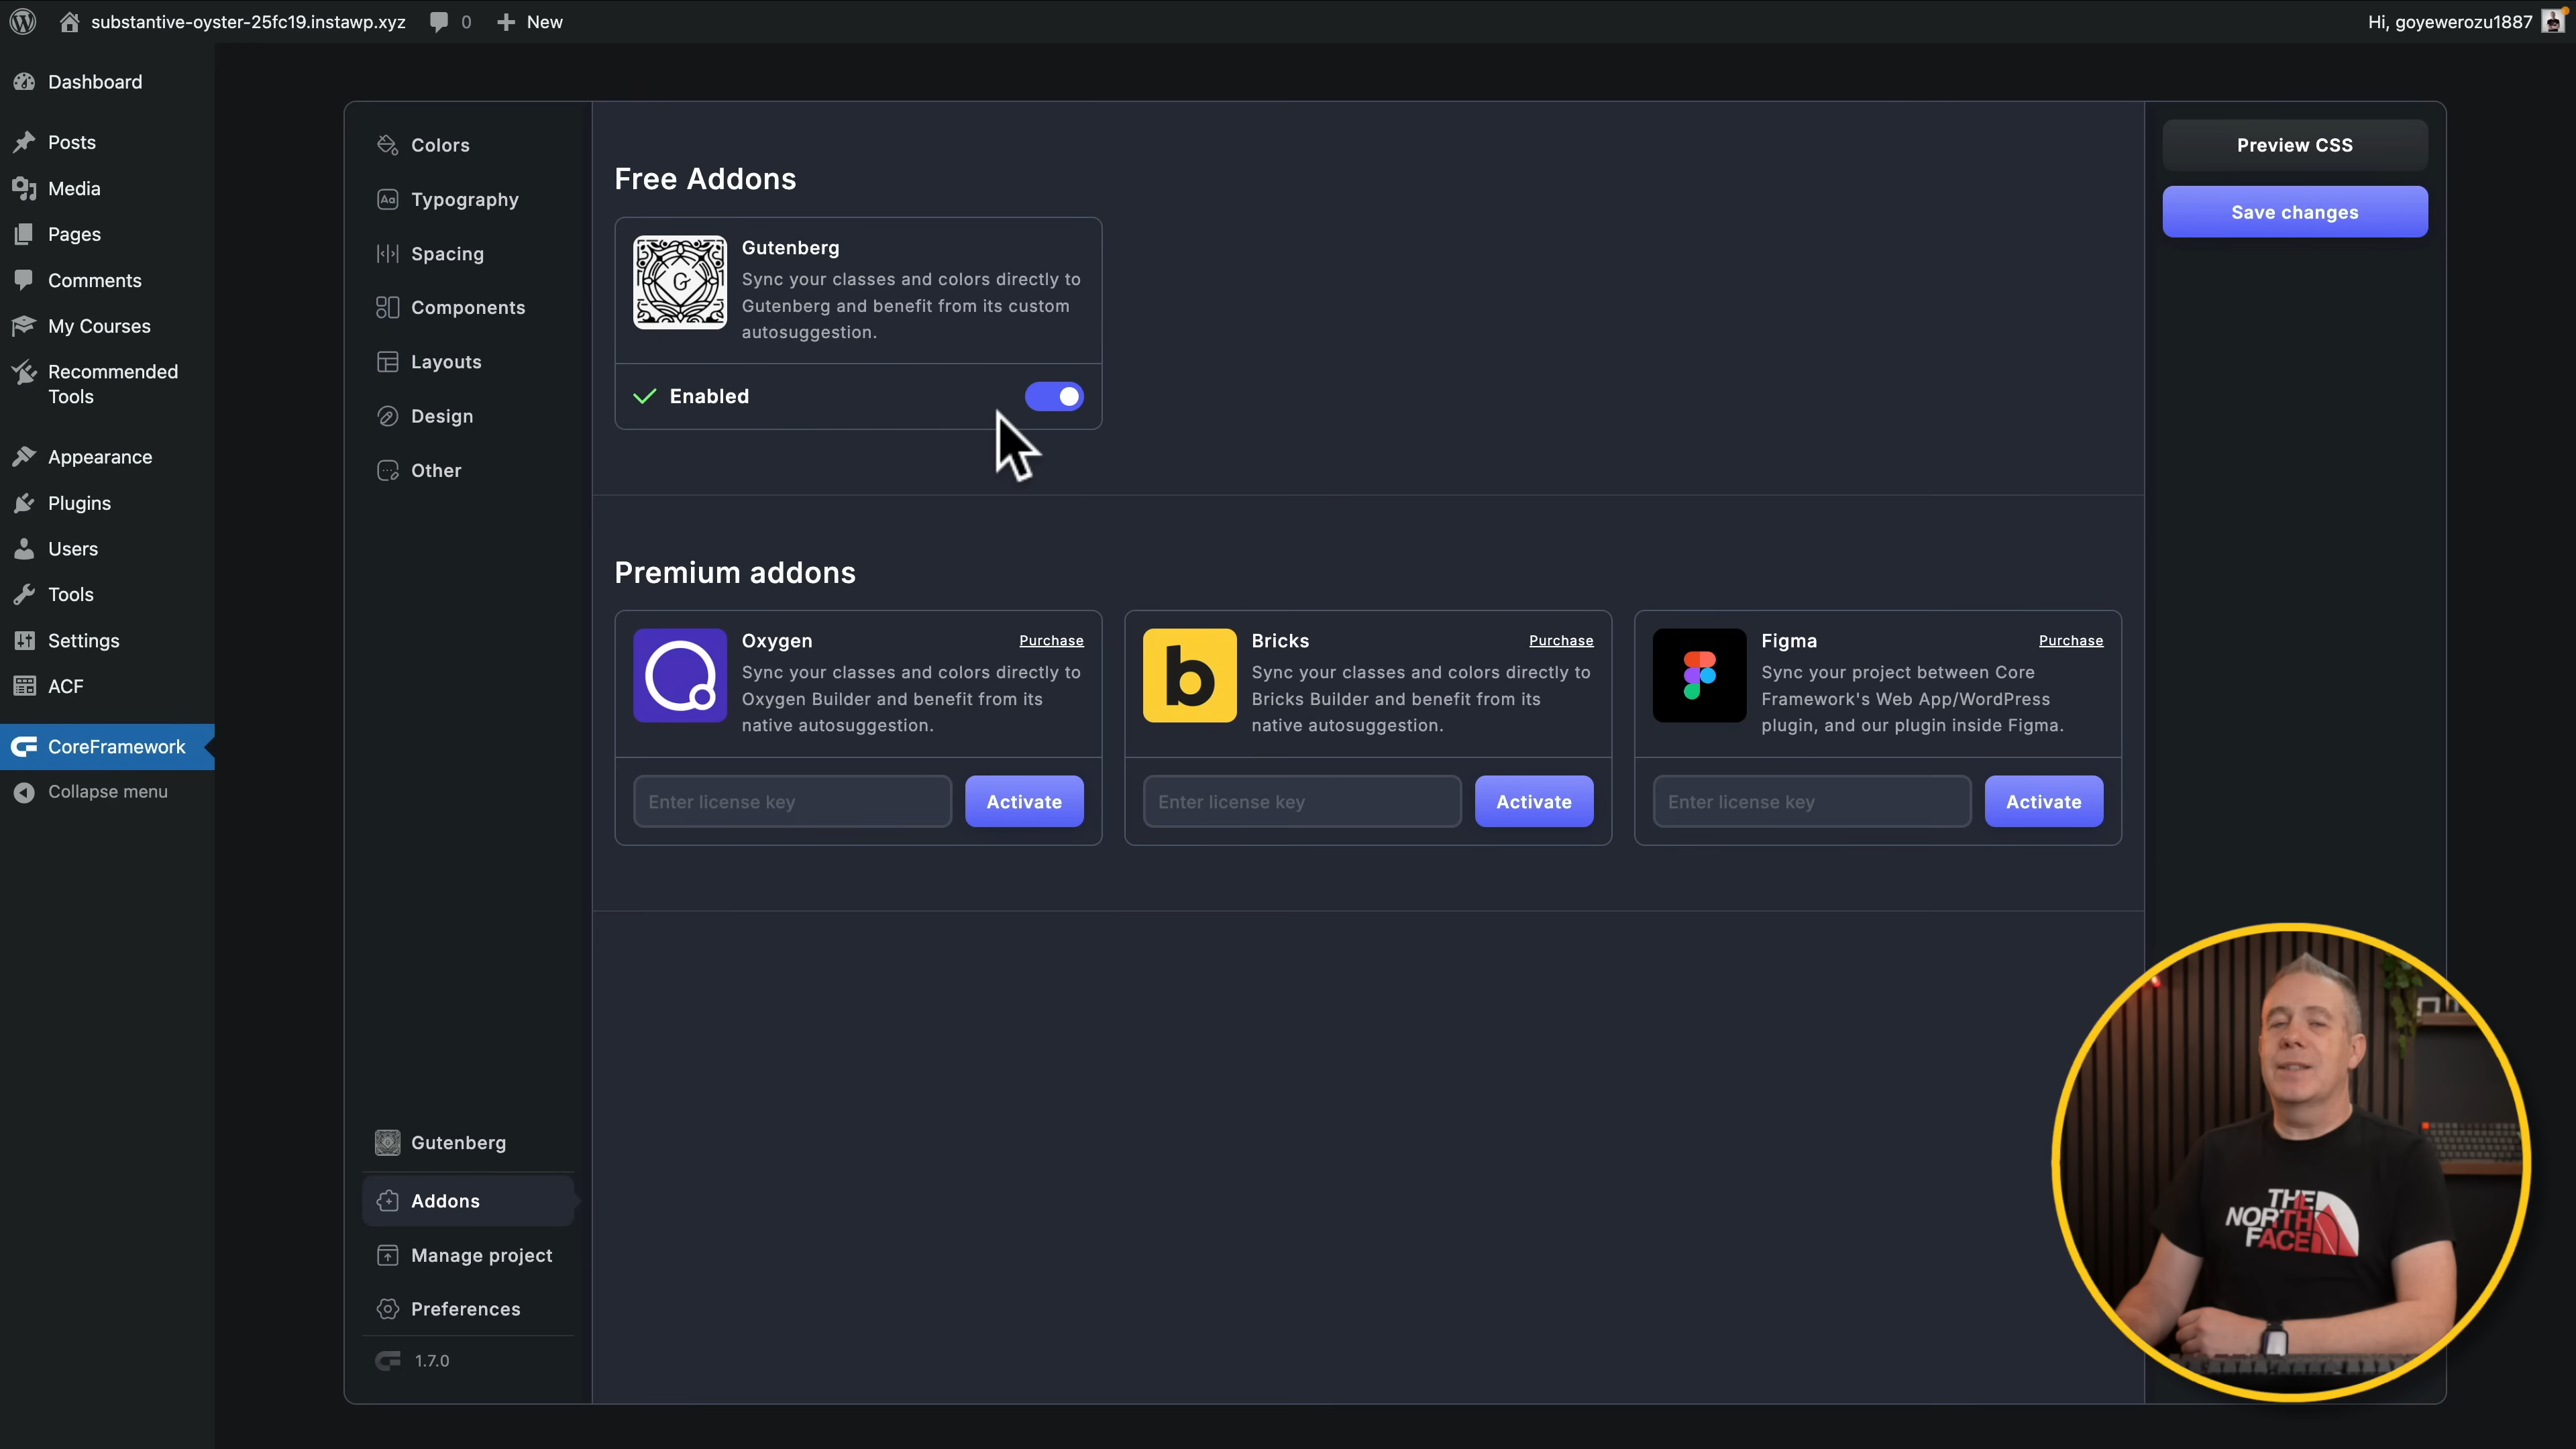 substantive-oyster-25fc19.instawp.xyz
0
New
Hi, goyewerozu1887
Dashboard
Posts
Media
Pages
Comments
My Courses
Recommended
Tools
Appearance
Plugins
Users
Tools
Settings
ACF
CoreFramework
Collapse menu
Colors
Typography
Spacing
Components
Layouts
Design
Other
Gutenberg
Addons
Manage project
Preferences
1.7.0
Free Addons
Gutenberg
Sync your classes and colors directly to
Gutenberg and benefit from its custom
autosuggestion.
Enabled
Premium addons
Oxygen
Purchase
Sync your classes and colors directly to
Oxygen Builder and benefit from its
native autosuggestion.
Enter license key
Activate
Bricks
Purchase
Sync your classes and colors directly to
Bricks Builder and benefit from its
native autosuggestion.
Enter license key
Activate
Figma
Purchase
Sync your project between Core
Framework's Web App/WordPress
plugin, and our plugin inside Figma.
Enter license key
Activate
Preview CSS
Save changes
THE
NORTH
FACE